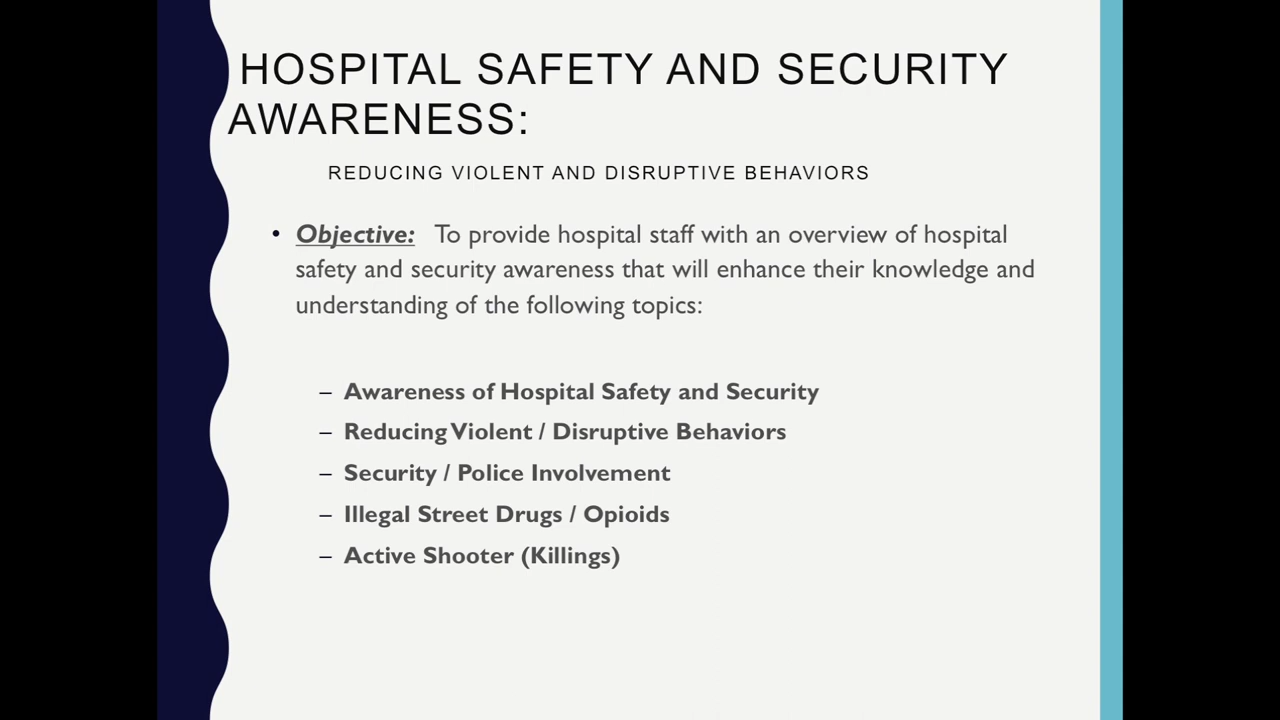 HOSPITAL SAFETY AND SECURITY
AWARENESS:
REDUCING VIOLENT AND DISRUPTIVE BEHAVIORS
• Objective: To provide hospital staff with an overview of hospital
safety and security awareness that will enhance their knowledge and
understanding of the following topics:
– Awareness of Hospital Safety and Security
– Reducing Violent / Disruptive Behaviors
– Security / Police Involvement
– Illegal Street Drugs / Opioids
– Active Shooter (Killings)